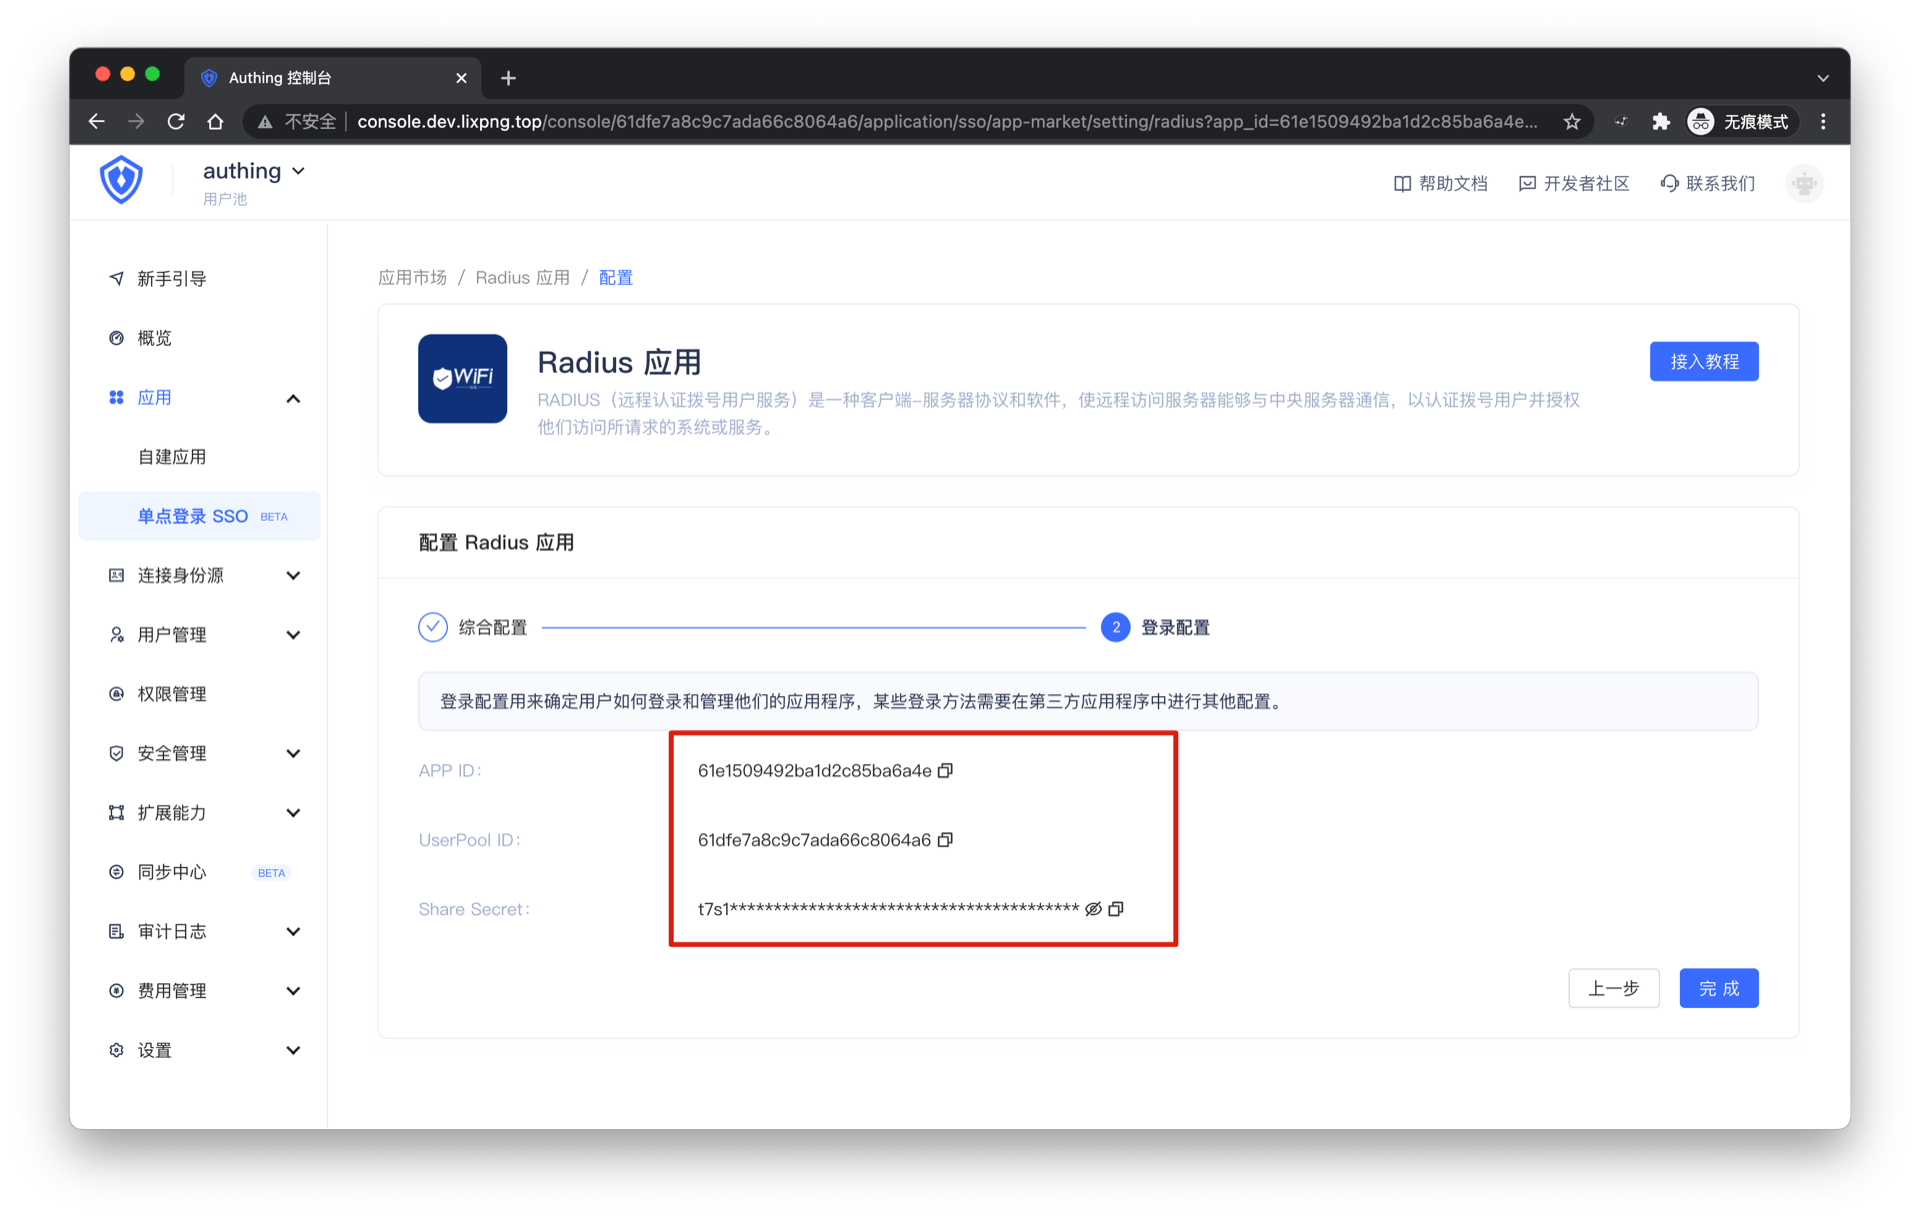 Authing 控制台
不安全
console.dev.lixpng.top/console/61dfe7a8c9c7ada66c8064a6/application/sso/app-market/setting/radius?app_id=61e1509492ba1d2c85ba6a4e...
无痕模式
authing
用户池
帮助文档
开发者社区
联系我们
新手引导
概览
应用
自建应用
单点登录 SSO BETA
连接身份源
用户管理
权限管理
安全管理
扩展能力
同步中心 BETA
审计日志
费用管理
设置
应用市场 / Radius 应用 / 配置
WiFi
Radius 应用
接入教程
RADIUS（远程认证拨号用户服务）是一种客户端-服务器协议和软件，使远程访问服务器能够与中央服务器通信，以认证拨号用户并授权
他们访问所请求的系统或服务。
配置 Radius 应用
综合配置
2 登录配置
登录配置用来确定用户如何登录和管理他们的应用程序，某些登录方法需要在第三方应用程序中进行其他配置。
APP ID: 61e1509492ba1d2c85ba6a4e
UserPool ID: 61dfe7a8c9c7ada66c8064a6
Share Secret: t7s1****************************************
上一步
完 成